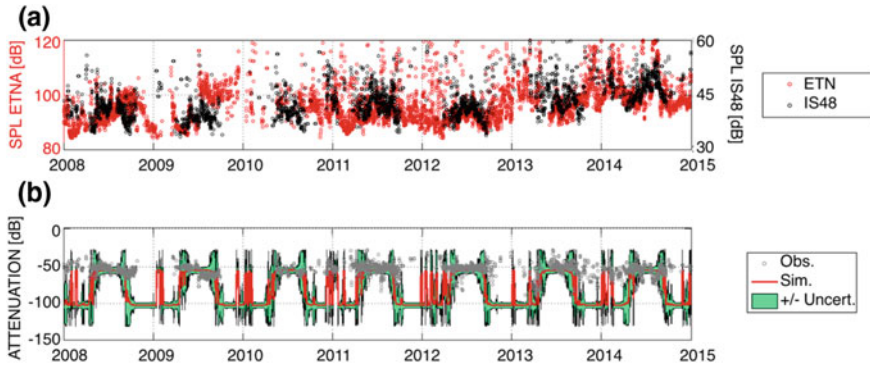 (a)
SPL ETNA [dB]
120
100
80
60
45
30
SPL IS48 [dB]
2008 2009 2010 2011 2012 2013 2014 2015
ETN
IS48
(b)
ATTENUATION [dB]
0
-50
-100
-150
2008 2009 2010 2011 2012 2013 2014 2015
Obs.
Sim.
+/- Uncert.